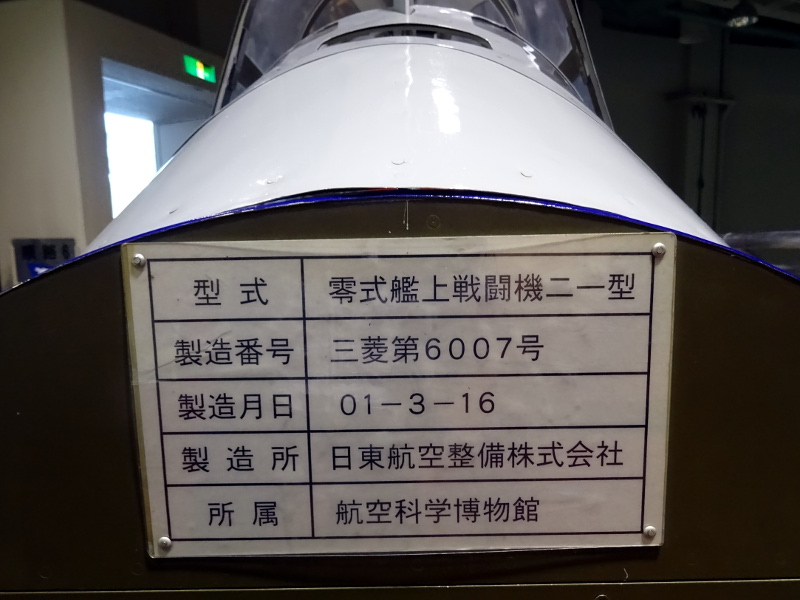 型式 零式艦上戦闘機二一型
製造番号 三菱第6007号
製造月日 01-3-16
製造所 日東航空整備株式会社
所属 航空科学博物館